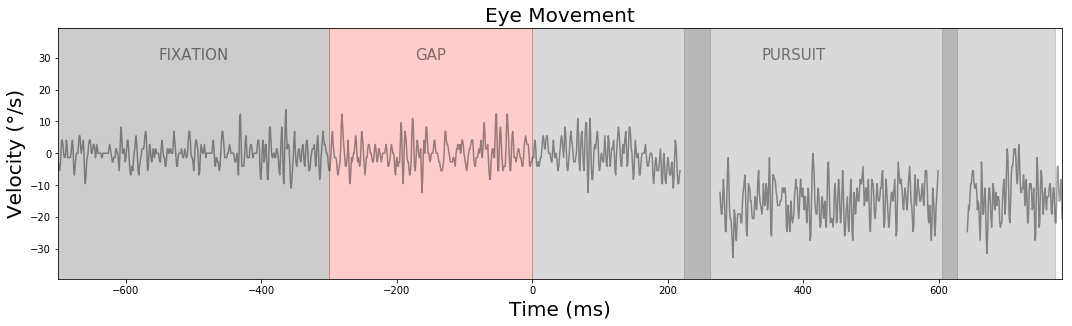 Eye Movement
FIXATION GAP PURSUIT
Velocity (°/s)
30
20
10
0
−10
−20
−30
−600 −400 −200 0 200 400 600
Time (ms)